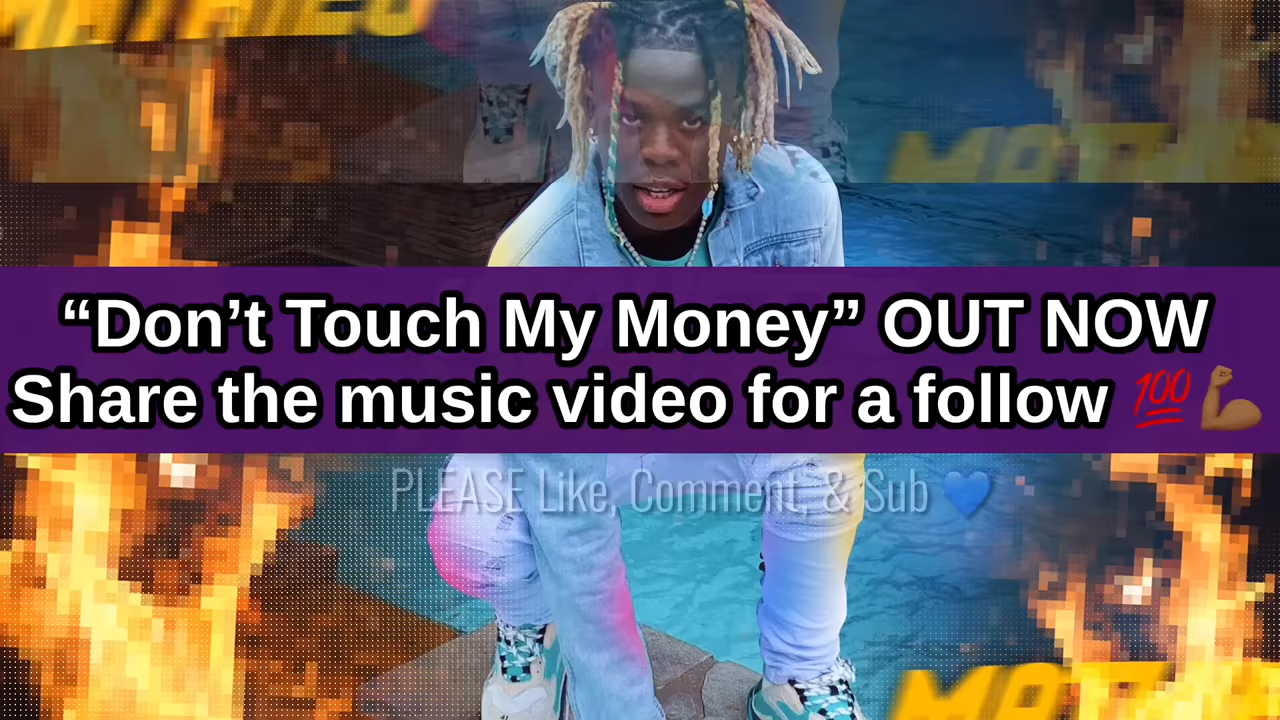 “Don’t Touch My Money” OUT NOW
Share the music video for a follow 💯💪🏾
PLEASE Like, Comment, & Sub 💙